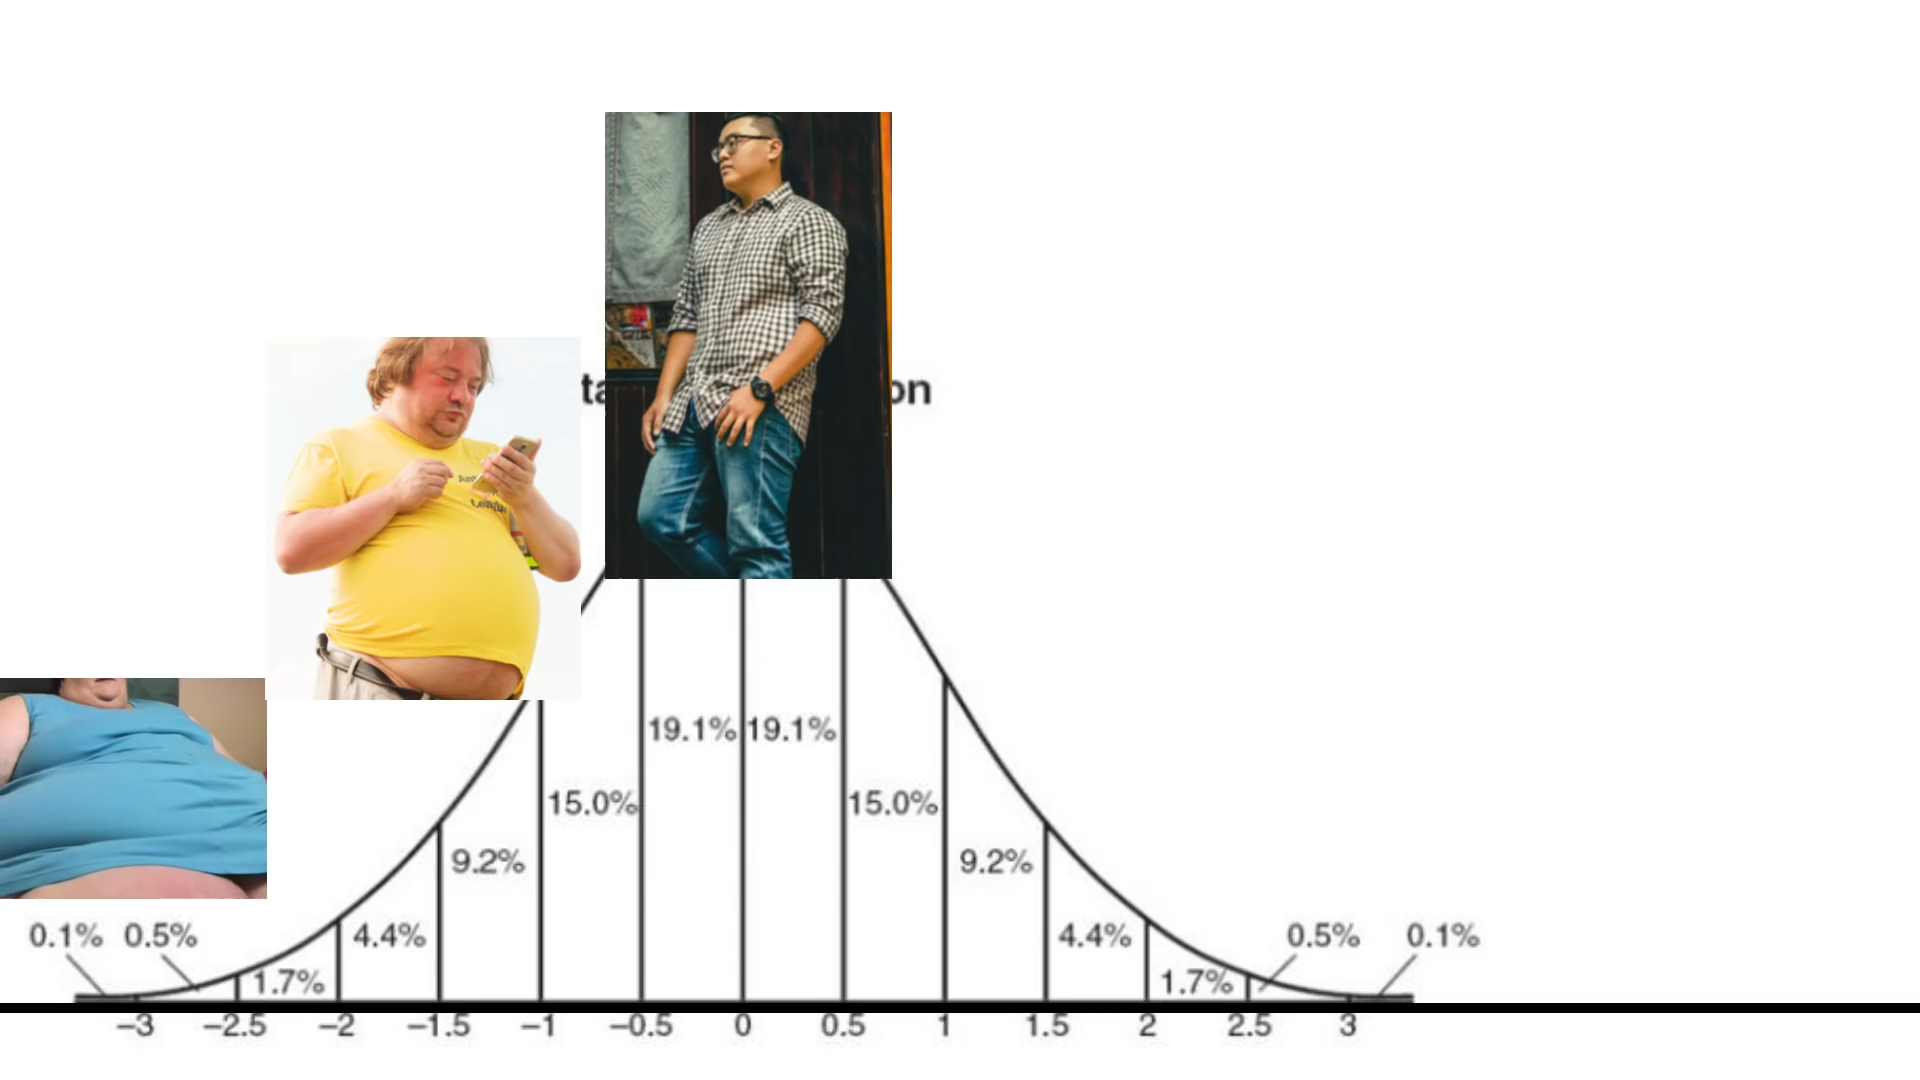 ta on
League
19.1% 19.1%
15.0% 15.0%
9.2% 9.2%
0.1% 0.5% 4.4% 4.4% 0.5% 0.1%
1.7% 1.7%
−3 −2.5 −2 −1.5 −1 −0.5 0 0.5 1 1.5 2 2.5 3